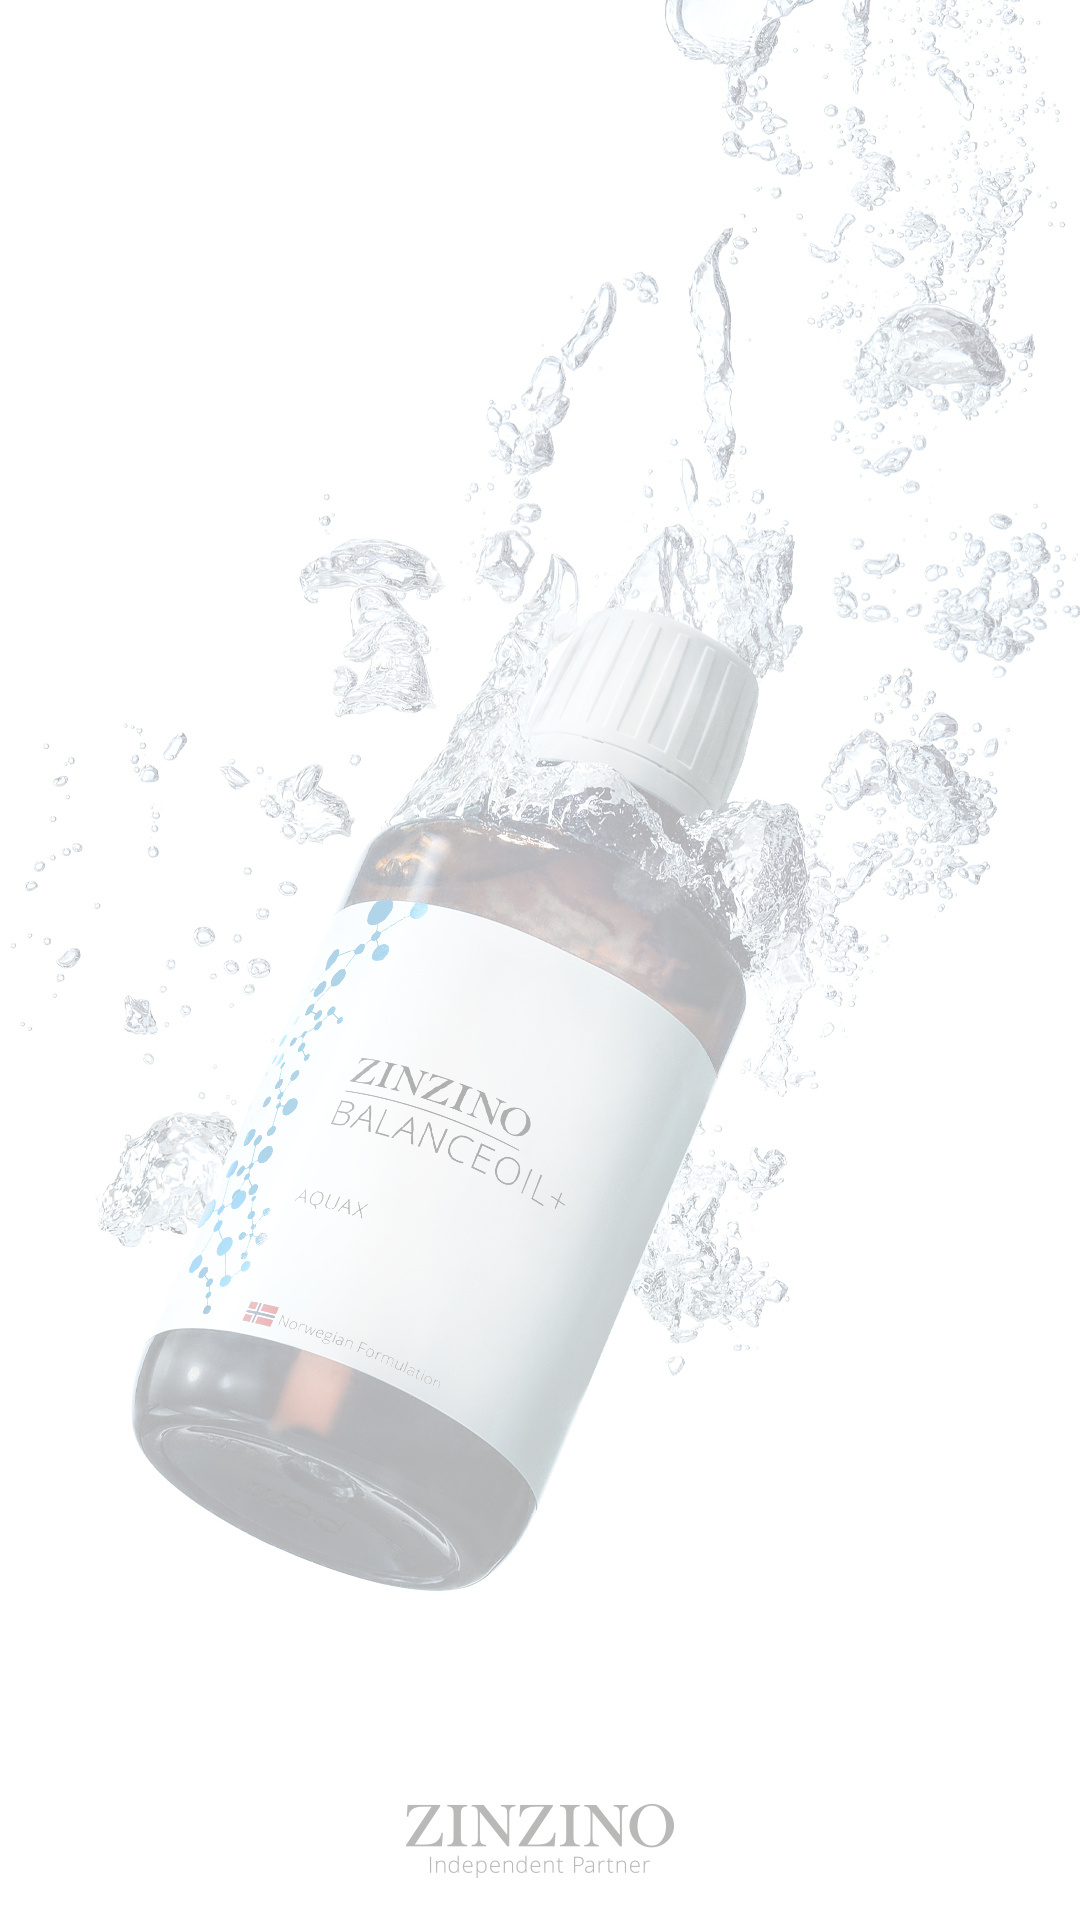 ZINZINO
BALANCEOIL+
AQUAX
Norwegian Formulation
ZINZINO
Independent Partner